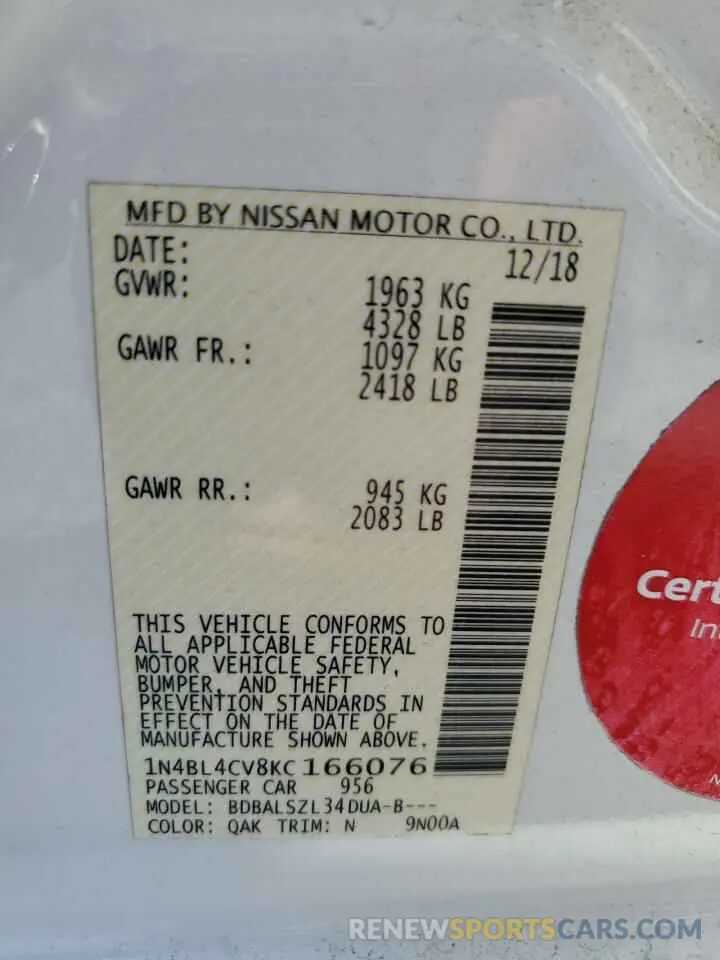 MFD BY NISSAN MOTOR CO., LTD.
DATE: 12/18
GVWR: 1963 KG
4328 LB
GAWR FR.: 1097 KG
2418 LB
GAWR RR.: 945 KG
2083 LB
THIS VEHICLE CONFORMS TO
ALL APPLICABLE FEDERAL
MOTOR VEHICLE SAFETY,
BUMPER, AND THEFT
PREVENTION STANDARDS IN
EFFECT ON THE DATE OF
MANUFACTURE SHOWN ABOVE.
1N4BL4CV8KC166076
PASSENGER CAR 956
MODEL: BDBALSZL34DUA-B---
COLOR: QAK TRIM: N 9N00A
Cert
RENEWSPORTSCARS.COM